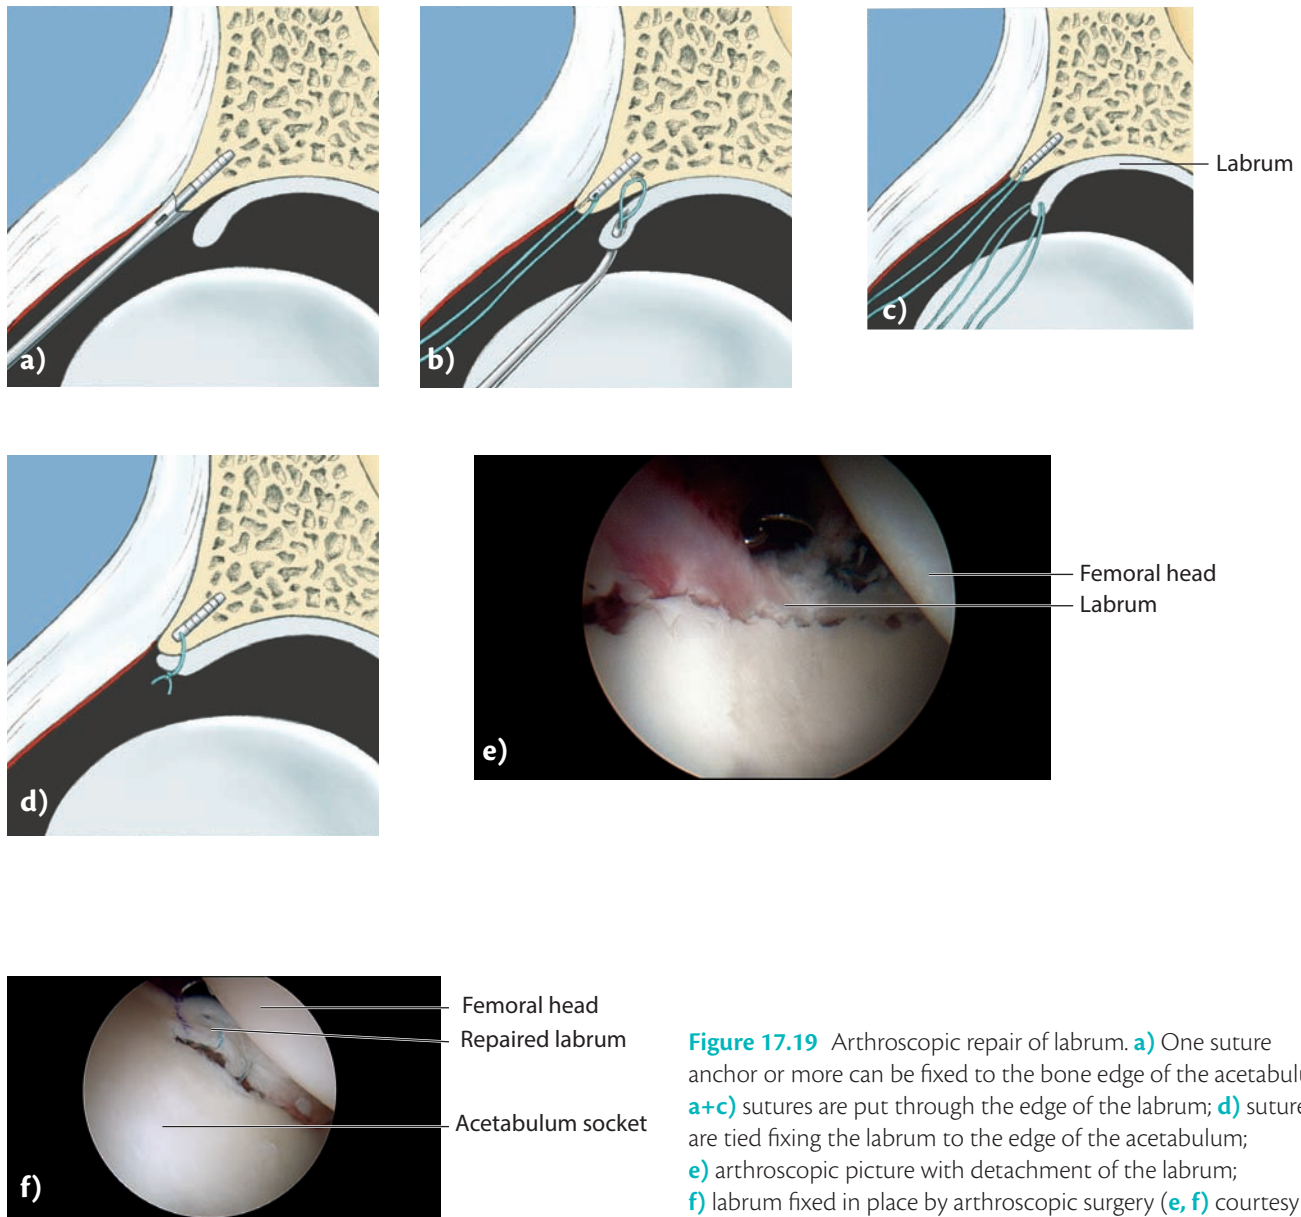 a)
b)
c)
Labrum
d)
e)
Femoral head
Labrum
f)
Femoral head
Repaired labrum
Acetabulum socket
Figure 17.19 Arthroscopic repair of labrum. a) One suture
anchor or more can be fixed to the bone edge of the
a+c) sutures are put through the edge of the labrum; d)
are tied fixing the labrum to the edge of the acetabulum;
e) arthroscopic picture with detachment of the labrum;
f) labrum fixed in place by arthroscopic surgery (e, f) courtesy